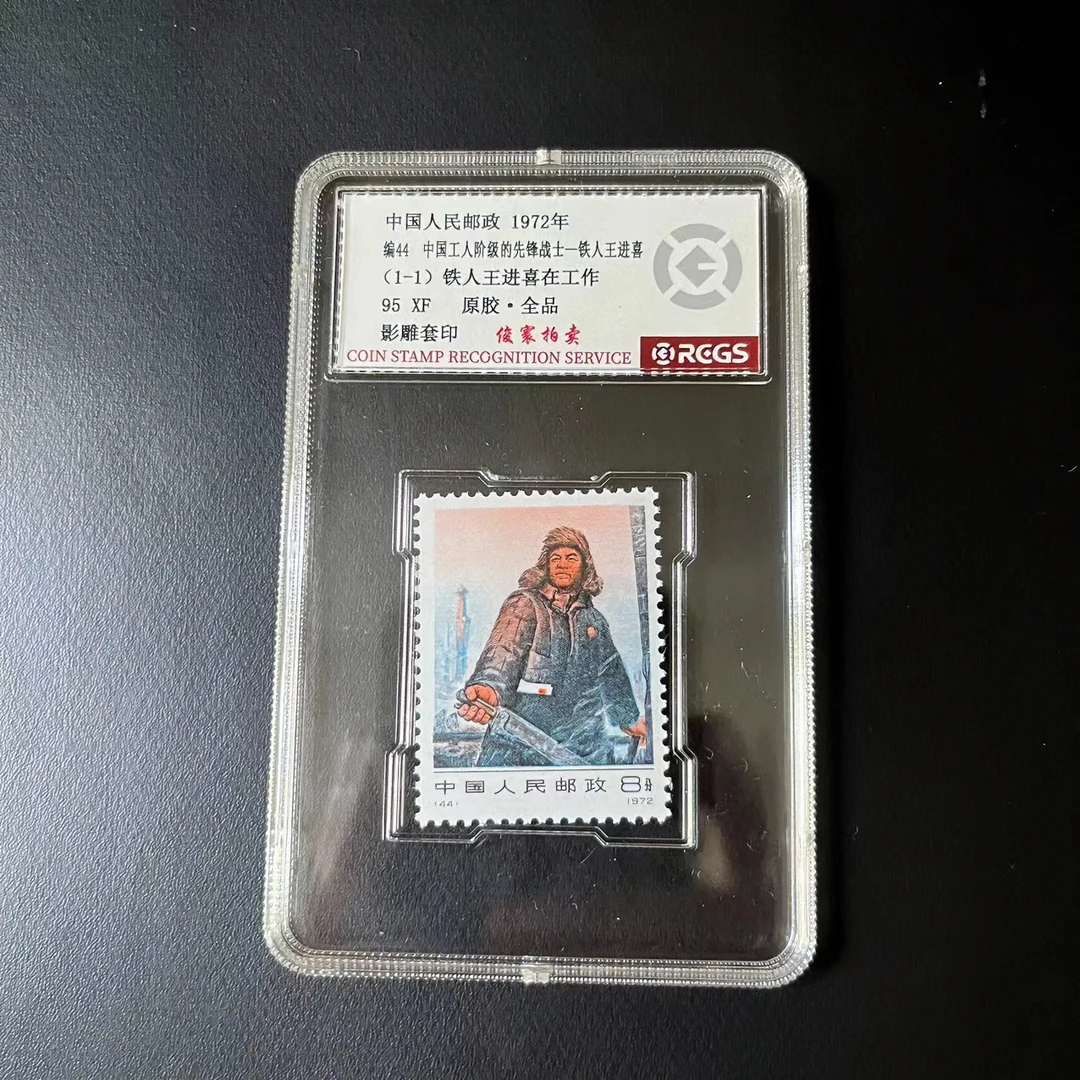 中国人民邮政 1972年
编44 中国工人阶级的先锋战士—铁人王进喜
(1-1) 铁人王进喜在工作
95 XF 原胶·全品
影雕套印 俊寰拍卖
COIN STAMP RECOGNITION SERVICE RCGS
中国人民邮政 8分
(44) 1972